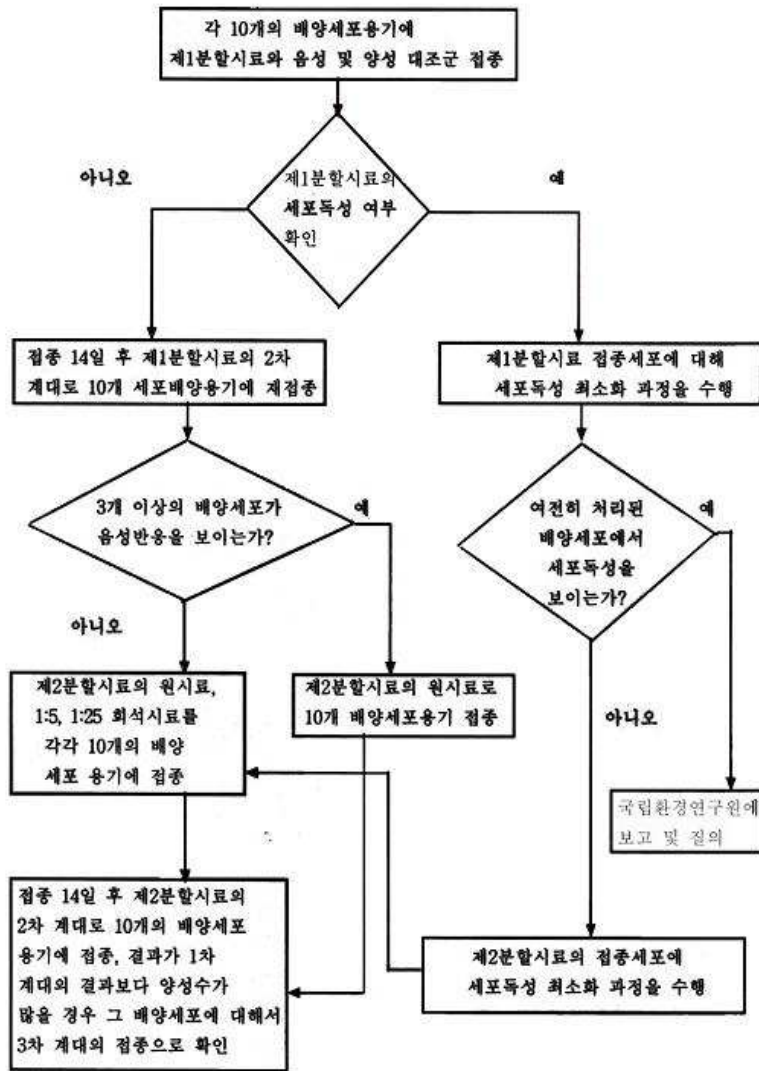 각 10개의 배양세포용기에
제1분할시료와 음성 및 양성 대조군 접종
아니오
제1분할시료의
세포독성 여부
확인
예
접종 14일 후 제1분할시료의 2차
계대로 10개 세포배양용기에 재접종
제1분할시료 접종세포에 대해
세포독성 최소화 과정을 수행
3개 이상의 배양세포가
음성반응을 보이는가?
예
여전히 처리된
배양세포에서
세포독성을
보이는가?
예
아니오
제2분할시료의 원시료,
1:5, 1:25 희석시료를
각각 10개의 배양
세포 용기에 접종
제2분할시료의 원시료로
10개 배양세포용기 접종
아니오
국립환경연구원에
보고 및 질의
접종 14일 후 제2분할시료의
2차 계대로 10개의 배양세포
용기에 접종, 결과가 1차
계대의 결과보다 양성수가
많을 경우 그 배양세포에 대해서
3차 계대의 접종으로 확인
제2분할시료의 접종세포에
세포독성 최소화 과정을 수행